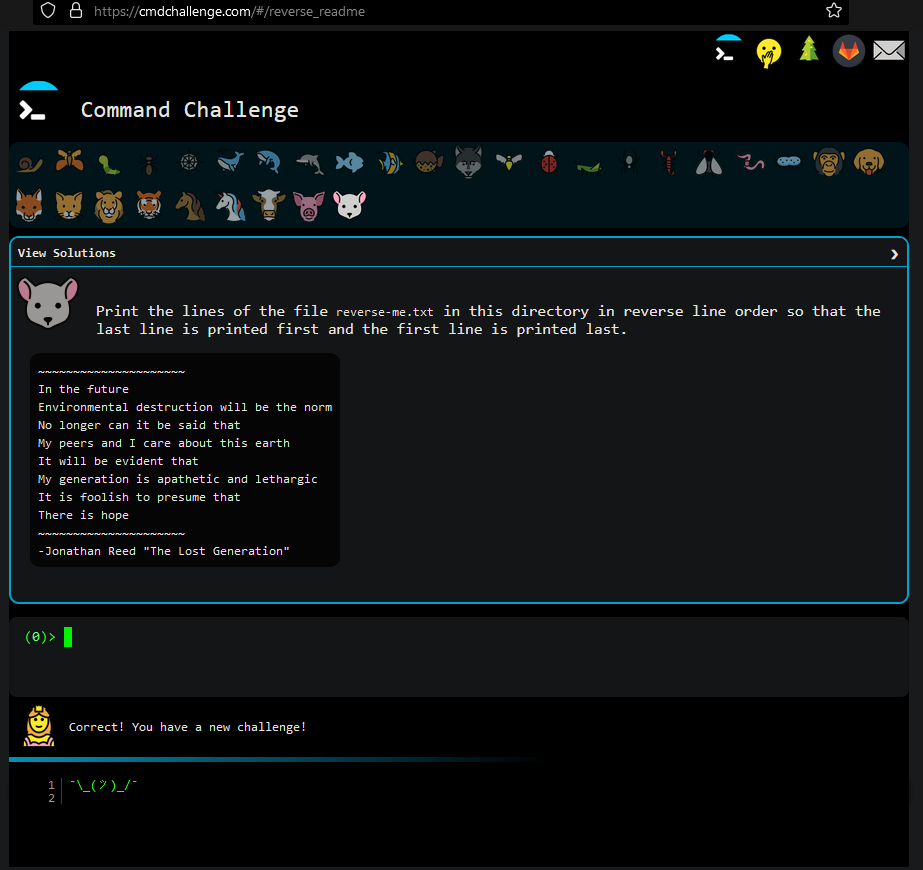 https://cmdchallenge.com/#/reverse_readme
Command Challenge
View Solutions
Print the lines of the file reverse-me.txt in this directory in reverse line order so that the
last line is printed first and the first line is printed last.
~~~~~~~~~~~~~~~~~~~~~
In the future
Environmental destruction will be the norm
No longer can it be said that
My peers and I care about this earth
It will be evident that
My generation is apathetic and lethargic
It is foolish to presume that
There is hope
~~~~~~~~~~~~~~~~~~~~~
-Jonathan Reed "The Lost Generation"
(0)>
Correct! You have a new challenge!
1 ¯\_(ツ)_/¯
2